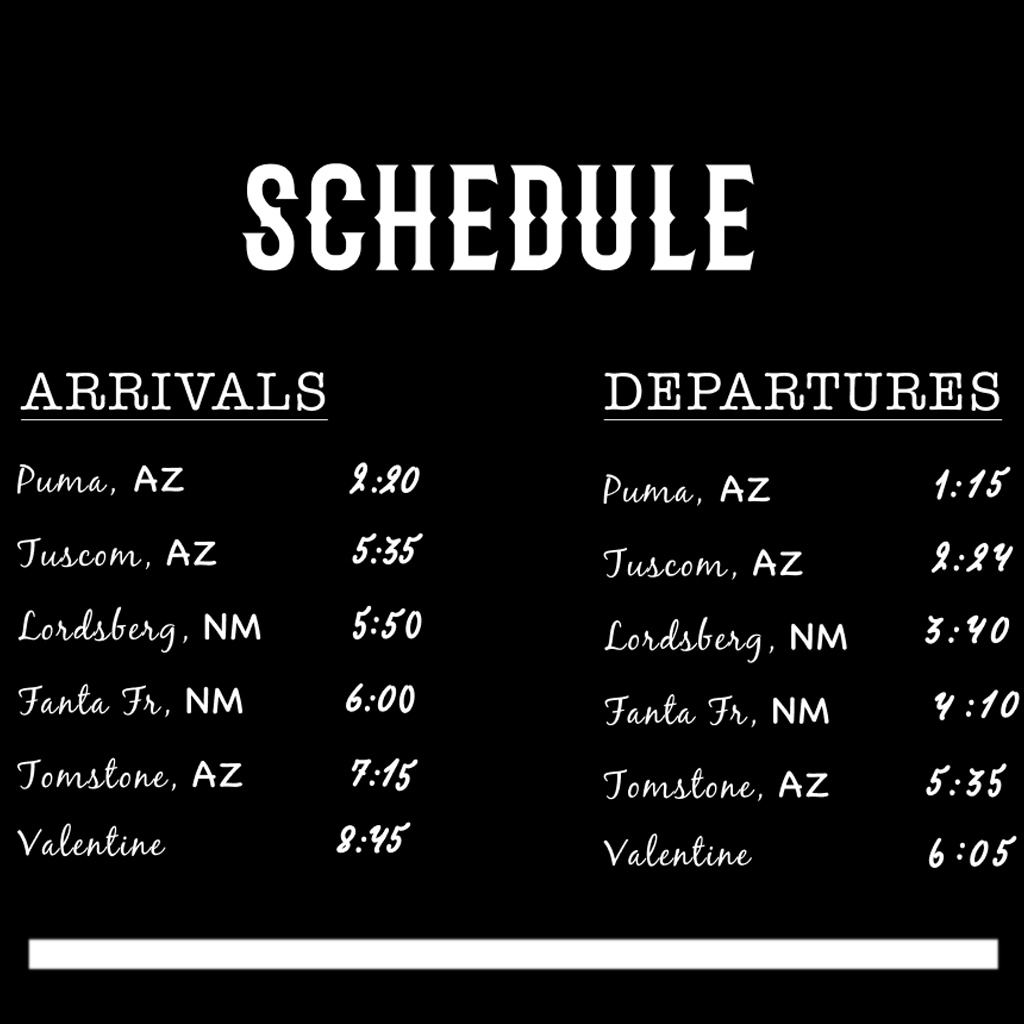 SCHEDULE
ARRIVALS
Puma, AZ 2:20
Tuscom, AZ 5:35
Lordsberg, NM 5:50
Fanta Fr, NM 6:00
Tomstone, AZ 7:15
Valentine 8:45
DEPARTURES
Puma, AZ 1:15
Tuscom, AZ 2:24
Lordsberg, NM 3:40
Fanta Fr, NM 4:10
Tomstone, AZ 5:35
Valentine 6:05